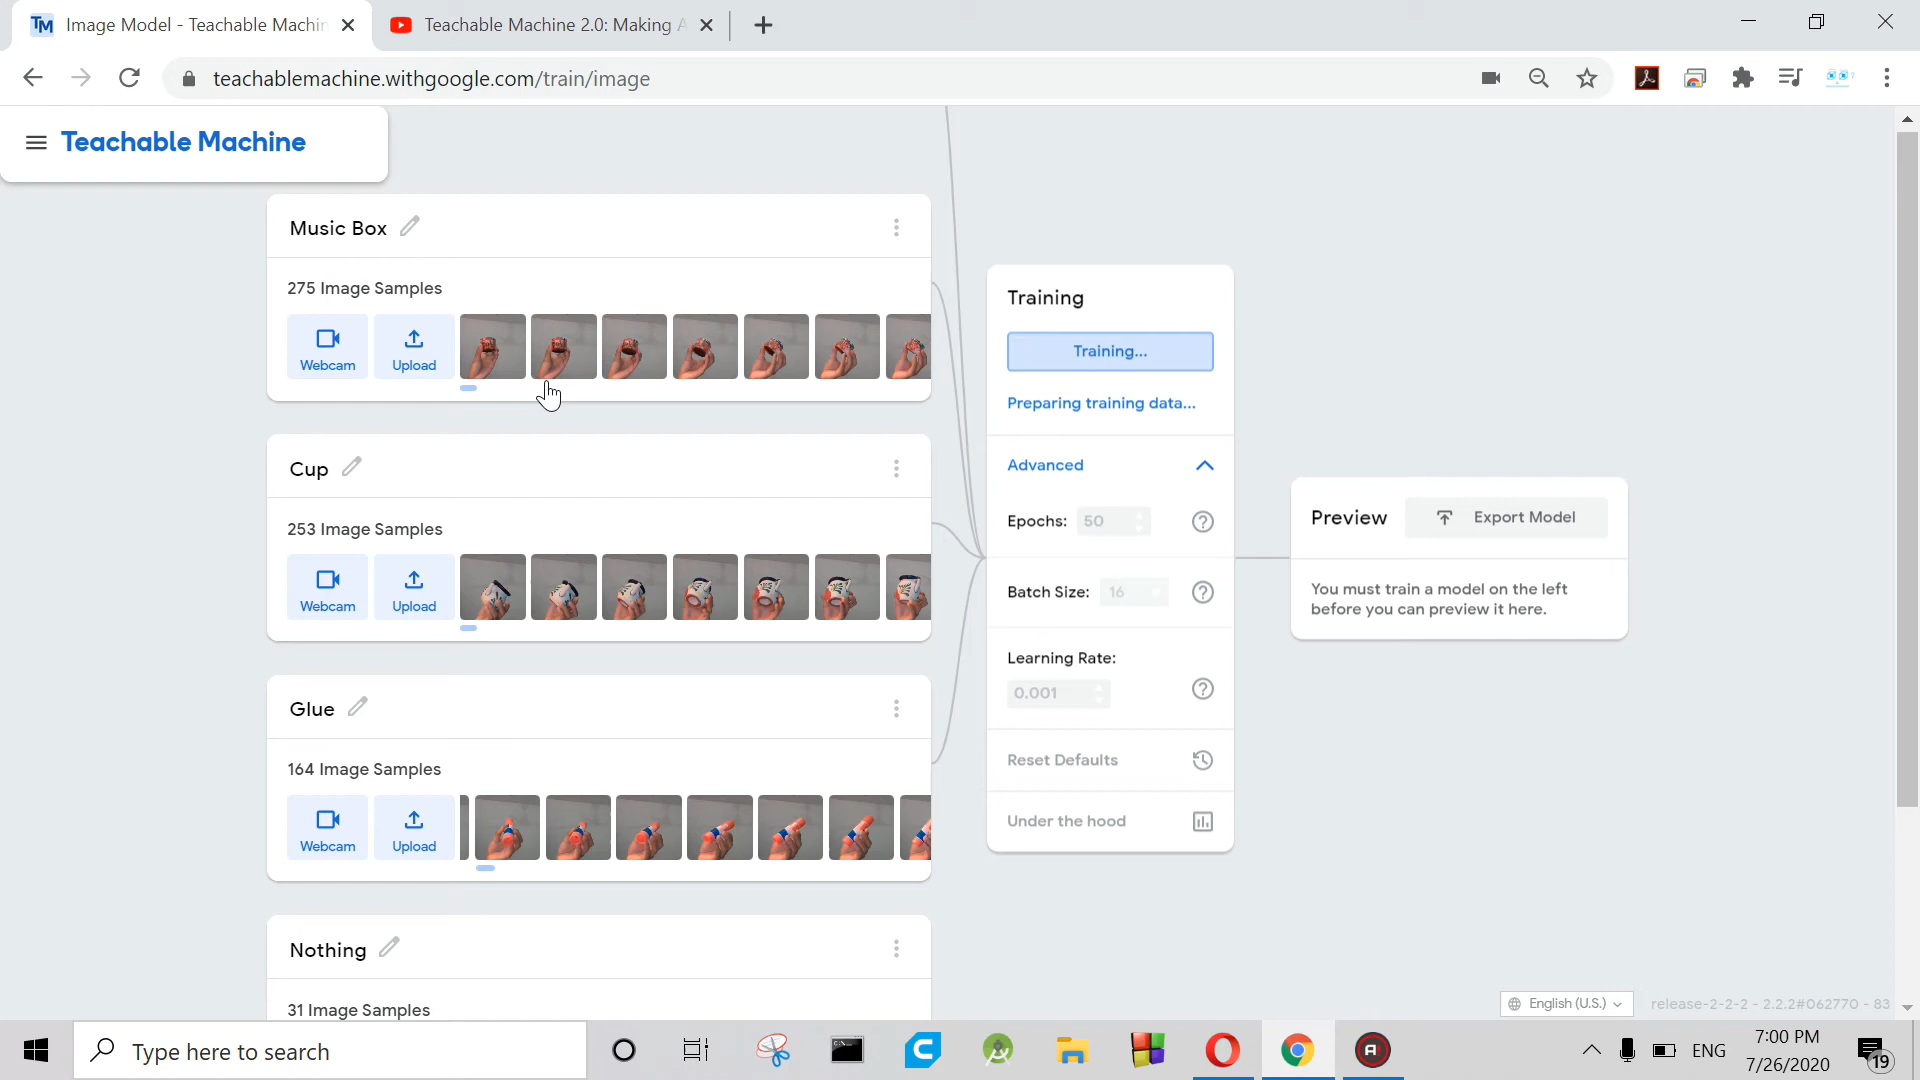 Image Model - Teachable Machin
Teachable Machine 2.0: Making A
teachablemachine.withgoogle.com/train/image
Teachable Machine
Music Box
275 Image Samples
Webcam
Upload
Cup
253 Image Samples
Webcam
Upload
Glue
164 Image Samples
Webcam
Upload
Nothing
31 Image Samples
Training
Training...
Preparing training data...
Advanced
Epochs: 50
Batch Size: 16
Learning Rate:
0.001
Reset Defaults
Under the hood
Preview
Export Model
You must train a model on the left
before you can preview it here.
English (U.S.)
release-2-2-2 - 2.2.2#062770 - 83
Type here to search
ENG
7:00 PM
7/26/2020
19